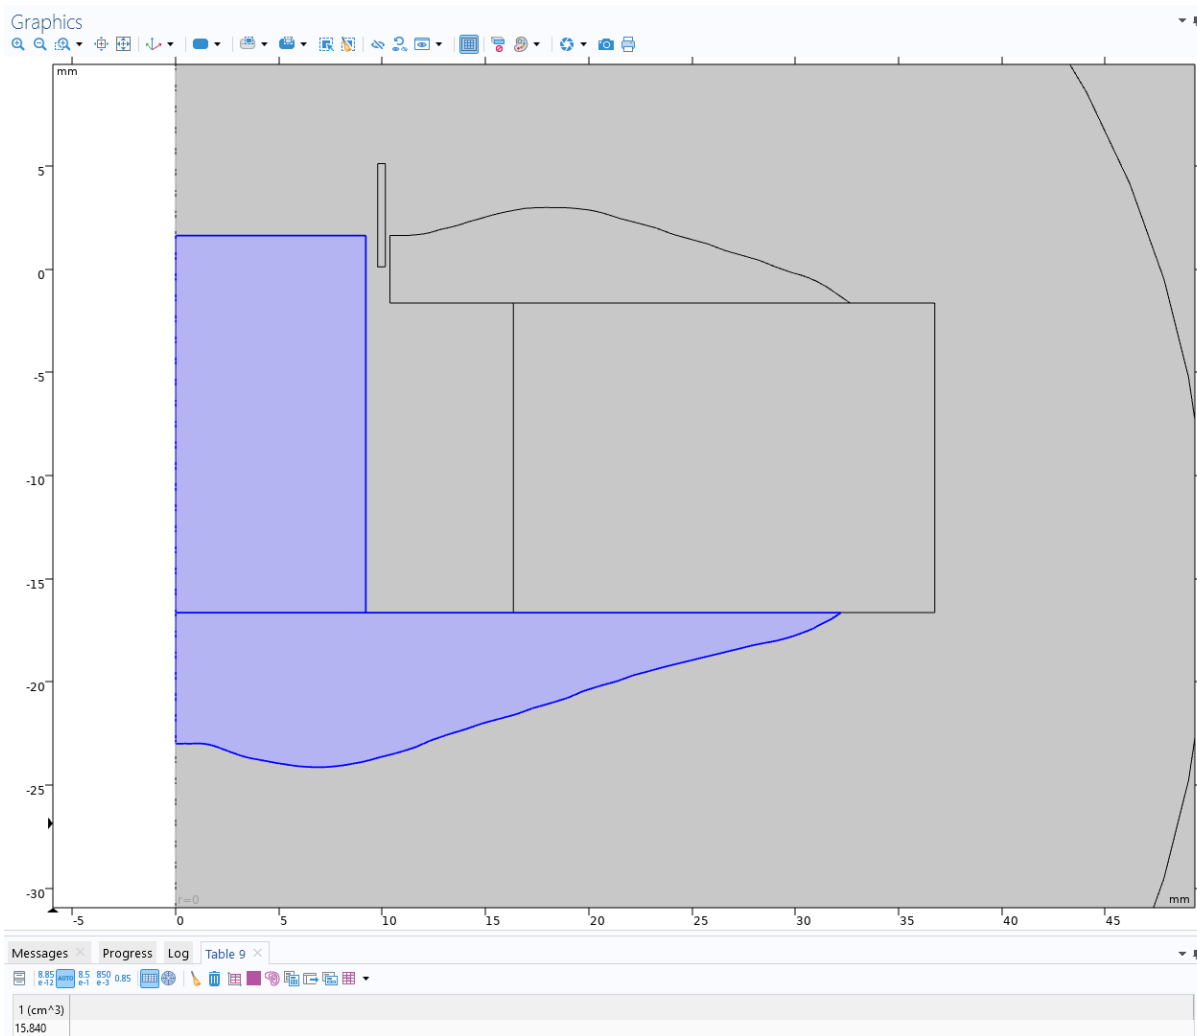 Graphics
mm
5
0
-5
-10
-15
-20
-25
-30
r=0
mm
-5 0 5 10 15 20 25 30 35 40 45
Messages Progress Log Table 9
8.85 e-12 AUTO 8.5 e-1 850 e-3 0.85
1 (cm^3)
15.840